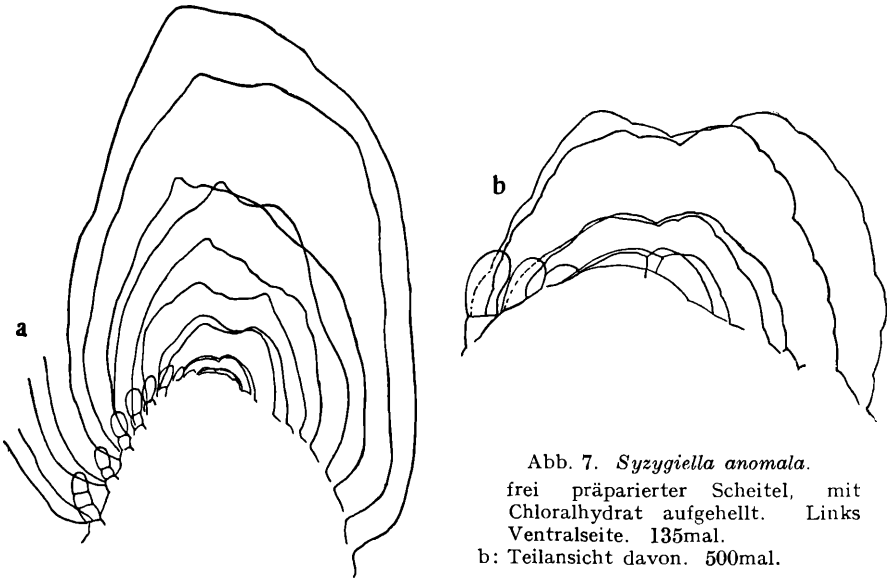 a
b
Abb. 7. Syzygiella anomala.
frei präparierter Scheitel, mit
Chloralhydrat aufgehellt. Links
Ventralseite. 135mal.
b: Teilansicht davon. 500mal.